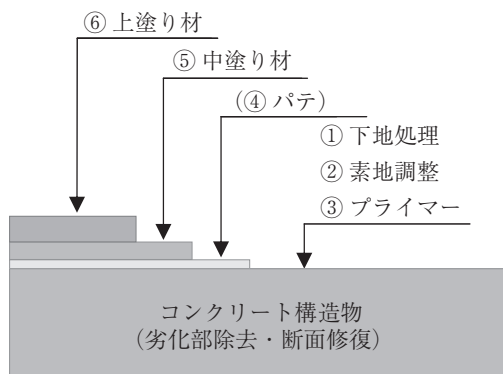 ⑥ 上塗り材
⑤ 中塗り材
(④ パテ)
① 下地処理
② 素地調整
③ プライマー
コンクリート構造物
(劣化部除去・断面修復)